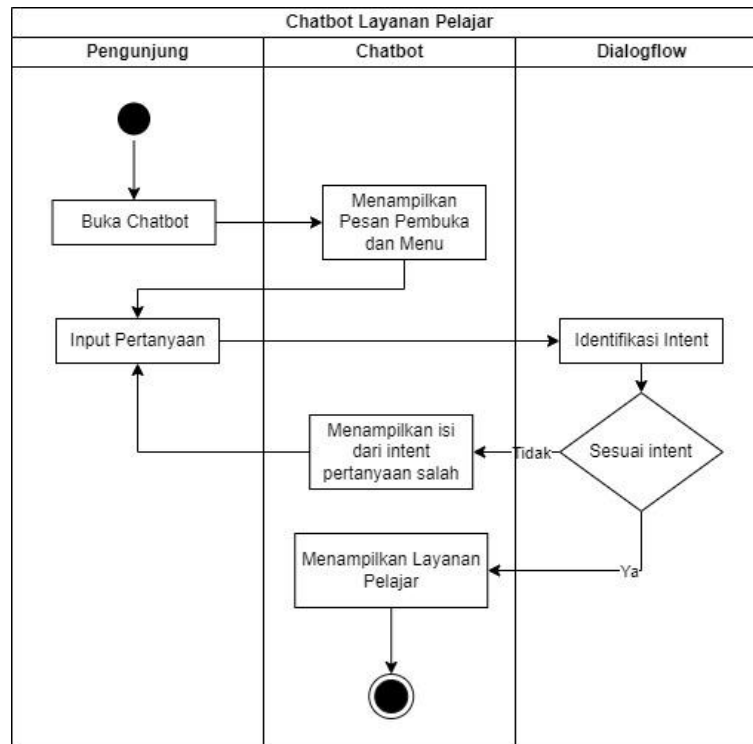 Chatbot Layanan Pelajar
Pengunjung
Chatbot
Dialogflow
Buka Chatbot
Menampilkan
Pesan Pembuka
dan Menu
Input Pertanyaan
Identifikasi Intent
Menampilkan isi
dari intent
pertanyaan salah
Tidak
Sesuai intent
Menampilkan Layanan
Pelajar
Ya